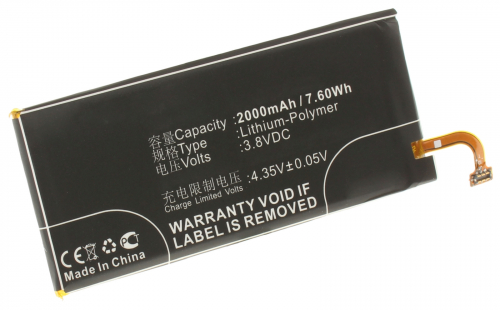 容量Capacity : 2000mAh / 7.60Wh
规格Type : Lithium-Polymer
电压Volts : 3.8VDC
充电限制电压 : 4.35V±0.05V
Charge Limited Volts
WARRANTY VOID IF
LABEL IS REMOVED
CE
Made In China